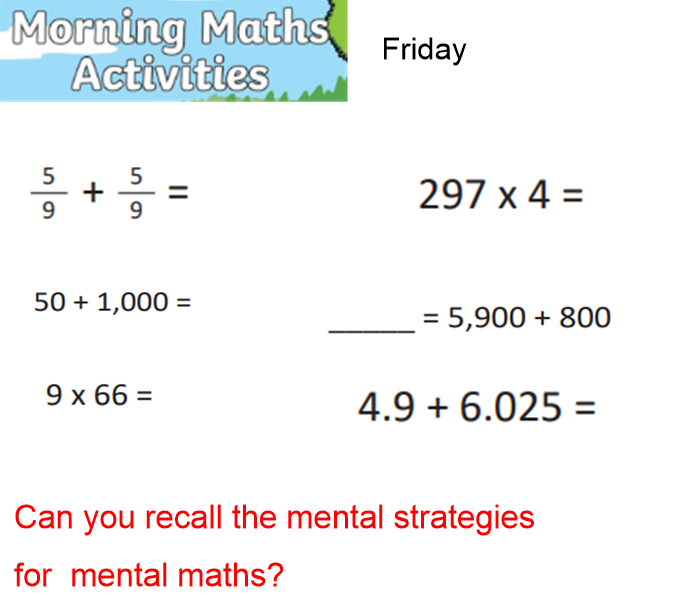 Morning Maths
Activities
Friday
5/9 + 5/9 =
297 x 4 =
50 + 1,000 =
_____ = 5,900 + 800
9 x 66 =
4.9 + 6.025 =
Can you recall the mental strategies
for  mental maths?